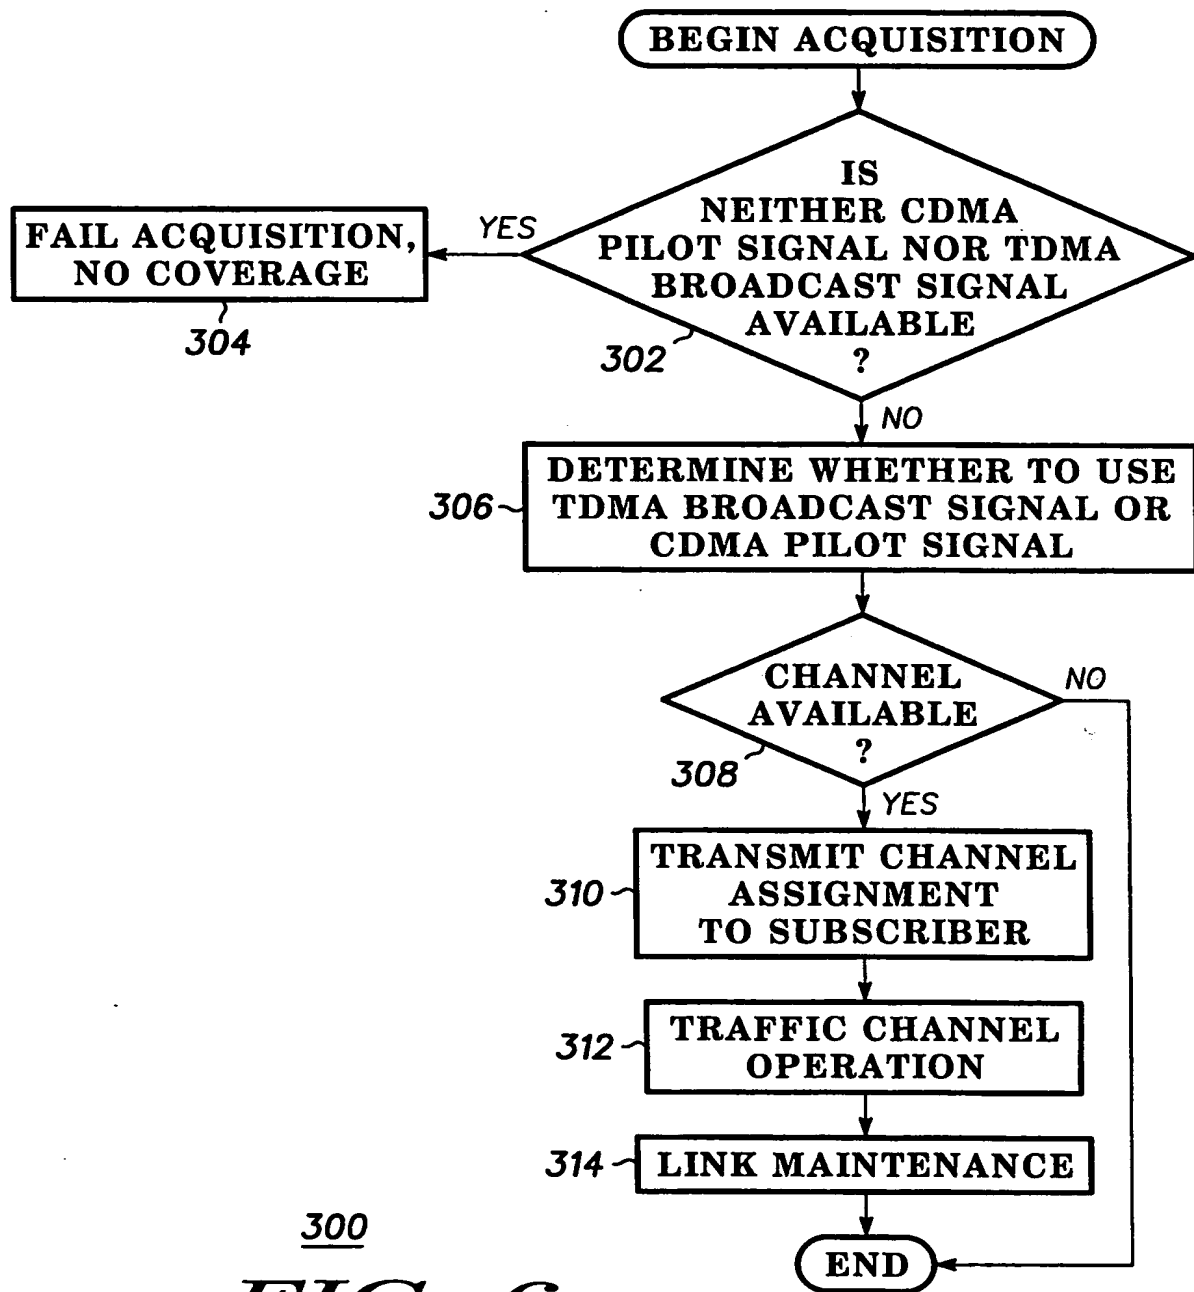 BEGIN ACQUISITION
IS
NEITHER CDMA
PILOT SIGNAL NOR TDMA
BROADCAST SIGNAL
AVAILABLE
?
302
YES
FAIL ACQUISITION,
NO COVERAGE
304
NO
DETERMINE WHETHER TO USE
TDMA BROADCAST SIGNAL OR
CDMA PILOT SIGNAL
306
CHANNEL
AVAILABLE
?
308
NO
YES
TRANSMIT CHANNEL
ASSIGNMENT
TO SUBSCRIBER
310
TRAFFIC CHANNEL
OPERATION
312
LINK MAINTENANCE
314
END
300
FIG. 6